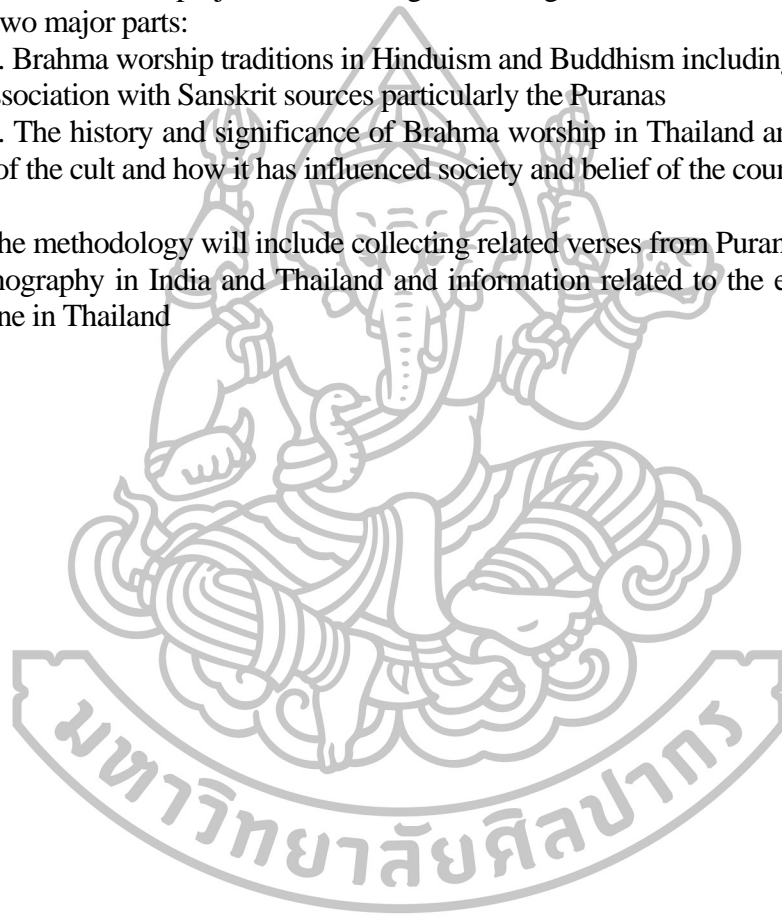 two major parts:
. Brahma worship traditions in Hinduism and Buddhism including
ssociation with Sanskrit sources particularly the Puranas
. The history and significance of Brahma worship in Thailand
of the cult and how it has influenced society and belief of the
he methodology will include collecting related verses from
nography in India and Thailand and information related to the
ne in Thailand
มหาวิทยาลัยศิลปากร